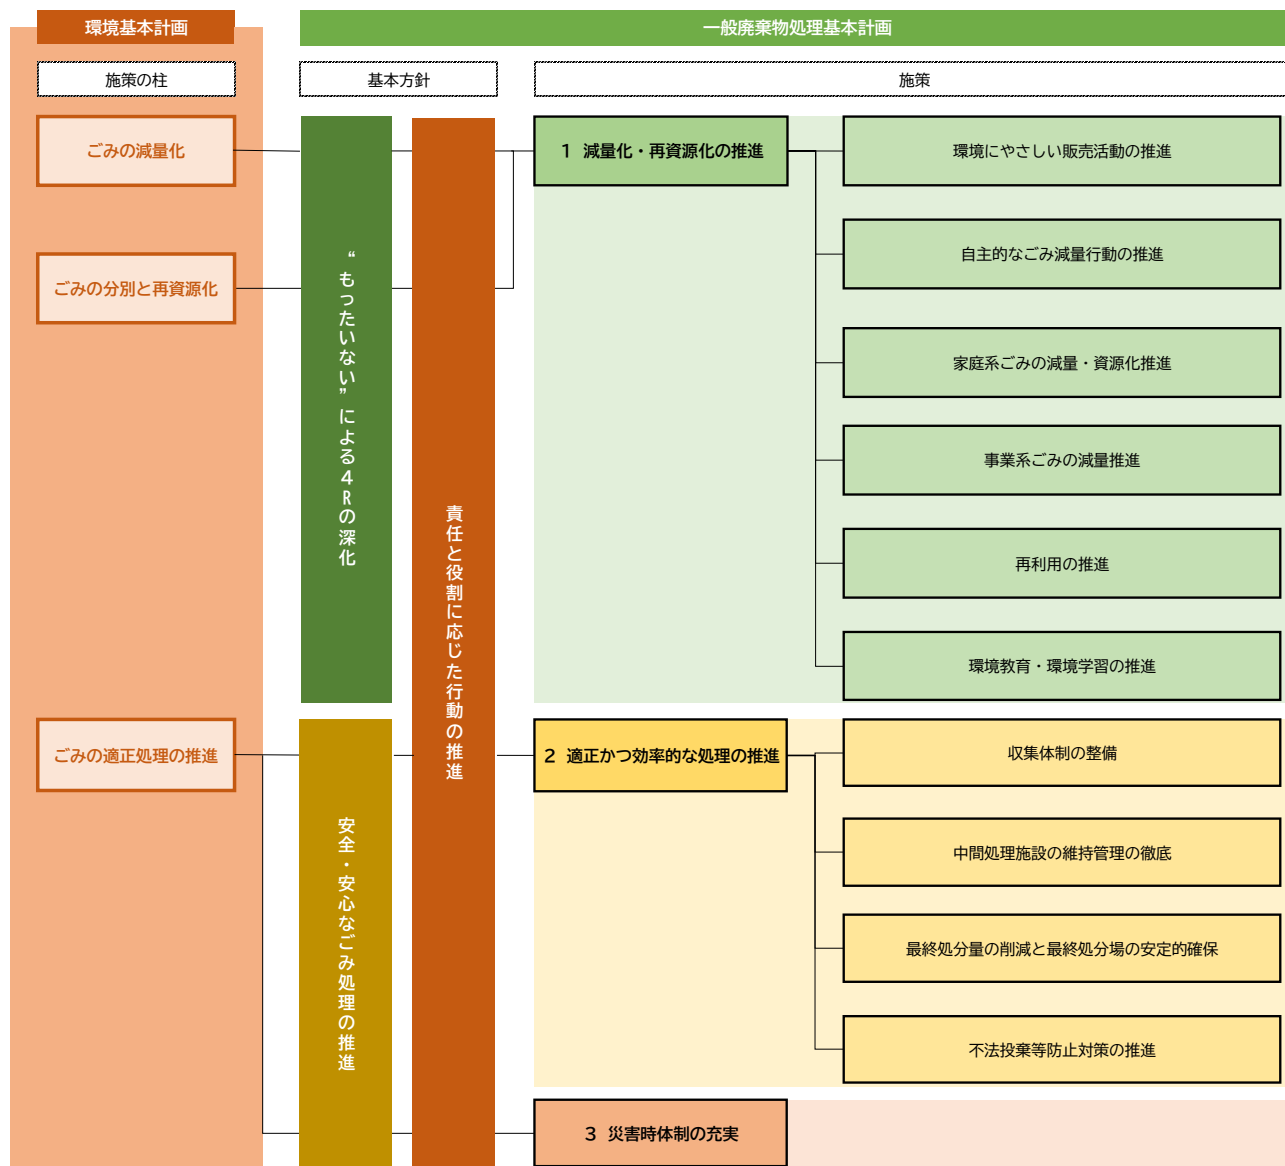 環境基本計画
一般廃棄物処理基本計画
施策の柱
基本方針
施策
ごみの減量化
ごみの分別と再資源化
ごみの適正処理の推進
“もったいない”による4Rの深化
安全・安心なごみ処理の推進
責任と役割に応じた行動の推進
1 減量化・再資源化の推進
環境にやさしい販売活動の推進
自主的なごみ減量行動の推進
家庭系ごみの減量・資源化推進
事業系ごみの減量推進
再利用の推進
環境教育・環境学習の推進
2 適正かつ効率的な処理の推進
収集体制の整備
中間処理施設の維持管理の徹底
最終処分量の削減と最終処分場の安定的確保
不法投棄等防止対策の推進
3 災害時体制の充実